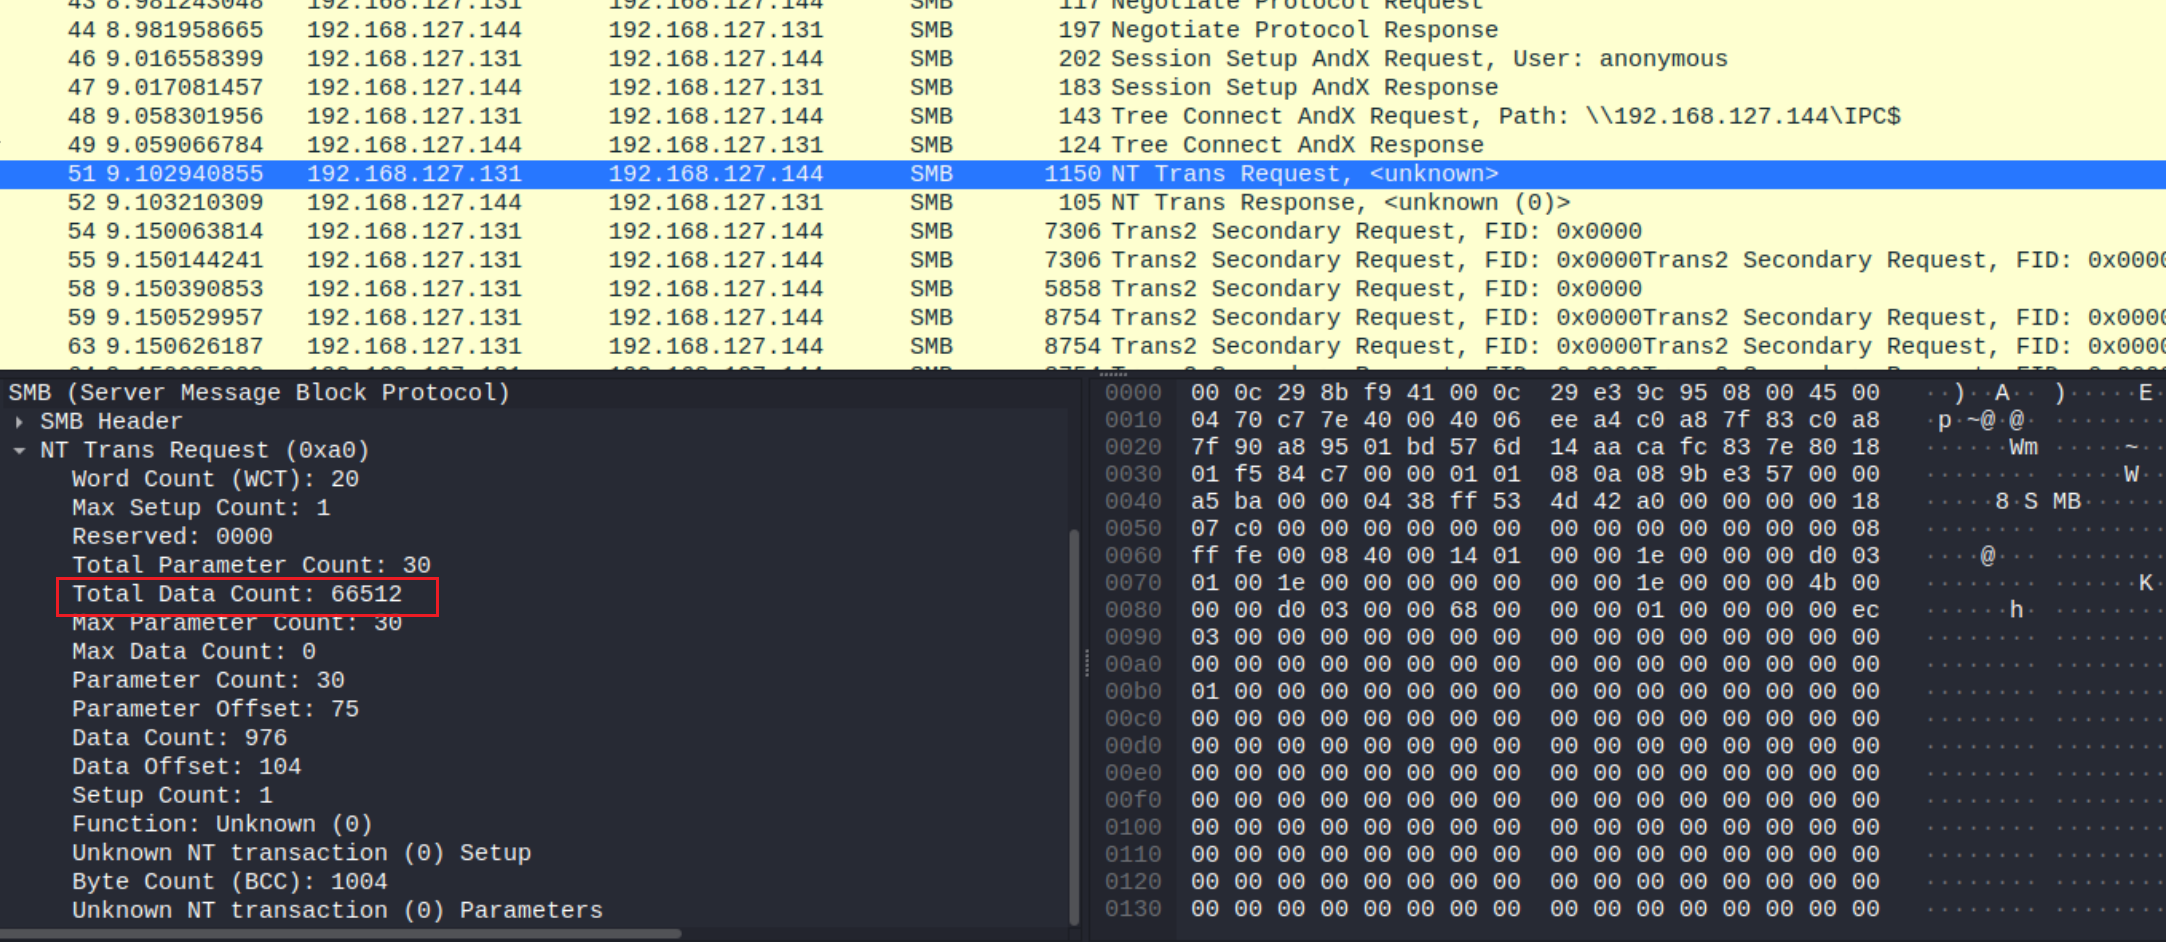 43 8.981243048 192.168.127.131 192.168.127.144 SMB 117 Negotiate Protocol Request
44 8.981958665 192.168.127.144 192.168.127.131 SMB 197 Negotiate Protocol Response
46 9.016558399 192.168.127.131 192.168.127.144 SMB 202 Session Setup AndX Request, User: anonymous
47 9.017081457 192.168.127.144 192.168.127.131 SMB 183 Session Setup AndX Response
48 9.058301956 192.168.127.131 192.168.127.144 SMB 143 Tree Connect AndX Request, Path: \\192.168.127.144\IPC$
49 9.059066784 192.168.127.144 192.168.127.131 SMB 124 Tree Connect AndX Response
51 9.102940855 192.168.127.131 192.168.127.144 SMB 1150 NT Trans Request, <unknown>
52 9.103210309 192.168.127.144 192.168.127.131 SMB 105 NT Trans Response, <unknown (0)>
54 9.150063814 192.168.127.131 192.168.127.144 SMB 7306 Trans2 Secondary Request, FID: 0x0000
55 9.150144241 192.168.127.131 192.168.127.144 SMB 7306 Trans2 Secondary Request, FID: 0x0000Trans2 Secondary Request, FID: 0x0000
58 9.150390853 192.168.127.131 192.168.127.144 SMB 5858 Trans2 Secondary Request, FID: 0x0000
59 9.150529957 192.168.127.131 192.168.127.144 SMB 8754 Trans2 Secondary Request, FID: 0x0000Trans2 Secondary Request, FID: 0x0000
63 9.150626187 192.168.127.131 192.168.127.144 SMB 8754 Trans2 Secondary Request, FID: 0x0000Trans2 Secondary Request, FID: 0x0000
SMB (Server Message Block Protocol)
SMB Header
NT Trans Request (0xa0)
Word Count (WCT): 20
Max Setup Count: 1
Reserved: 0000
Total Parameter Count: 30
Total Data Count: 66512
Max Parameter Count: 30
Max Data Count: 0
Parameter Count: 30
Parameter Offset: 75
Data Count: 976
Data Offset: 104
Setup Count: 1
Function: Unknown (0)
Unknown NT transaction (0) Setup
Byte Count (BCC): 1004
Unknown NT transaction (0) Parameters
0000 00 0c 29 8b f9 41 00 0c 29 e3 9c 95 08 00 45 00 ··)··A·· )·····E·
0010 04 70 c7 7e 40 00 40 06 ee a4 c0 a8 7f 83 c0 a8 ·p·~@·@· ········
0020 7f 90 a8 95 01 bd 57 6d 14 aa ca fc 83 7e 80 18 ······Wm ·····~··
0030 01 f5 84 c7 00 00 01 01 08 0a 08 9b e3 57 00 00 ········ ·····W··
0040 a5 ba 00 00 04 38 ff 53 4d 42 a0 00 00 00 00 18 ·····8·S MB······
0050 07 c0 00 00 00 00 00 00 00 00 00 00 00 00 00 08 ········ ········
0060 ff fe 00 08 40 00 14 01 00 00 1e 00 00 00 d0 03 ····@··· ········
0070 01 00 1e 00 00 00 00 00 00 00 1e 00 00 00 4b 00 ········ ······K·
0080 00 00 d0 03 00 00 68 00 00 00 01 00 00 00 00 ec ······h· ········
0090 03 00 00 00 00 00 00 00 00 00 00 00 00 00 00 00 ········ ········
00a0 00 00 00 00 00 00 00 00 00 00 00 00 00 00 00 00 ········ ········
00b0 01 00 00 00 00 00 00 00 00 00 00 00 00 00 00 00 ········ ········
00c0 00 00 00 00 00 00 00 00 00 00 00 00 00 00 00 00 ········ ········
00d0 00 00 00 00 00 00 00 00 00 00 00 00 00 00 00 00 ········ ········
00e0 00 00 00 00 00 00 00 00 00 00 00 00 00 00 00 00 ········ ········
00f0 00 00 00 00 00 00 00 00 00 00 00 00 00 00 00 00 ········ ········
0100 00 00 00 00 00 00 00 00 00 00 00 00 00 00 00 00 ········ ········
0110 00 00 00 00 00 00 00 00 00 00 00 00 00 00 00 00 ········ ········
0120 00 00 00 00 00 00 00 00 00 00 00 00 00 00 00 00 ········ ········
0130 00 00 00 00 00 00 00 00 00 00 00 00 00 00 00 00 ········ ········